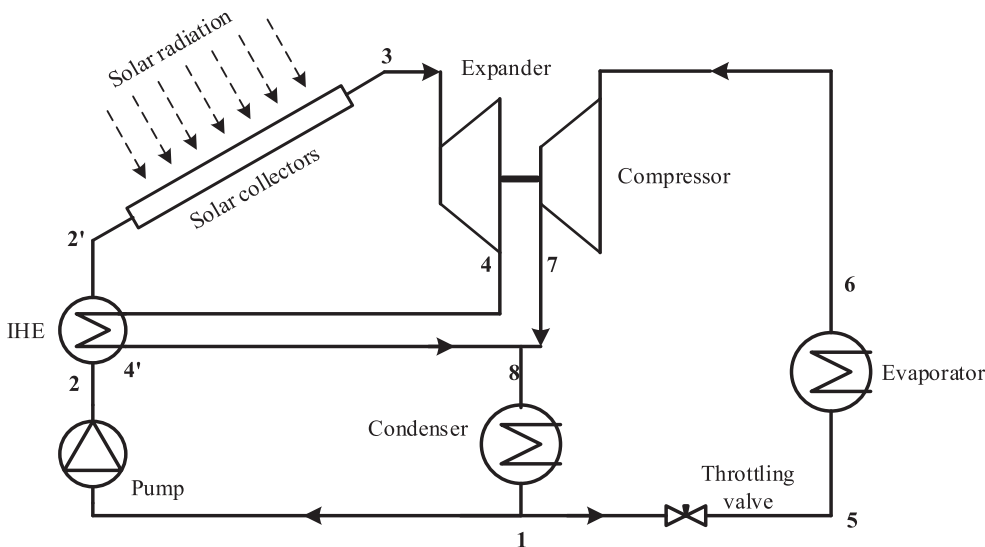 Solar radiation
3
Expander
Solar collectors
Compressor
2'
4
7
6
IHE
4'
2
8
Evaporator
Condenser
Throttling
valve
Pump
5
1